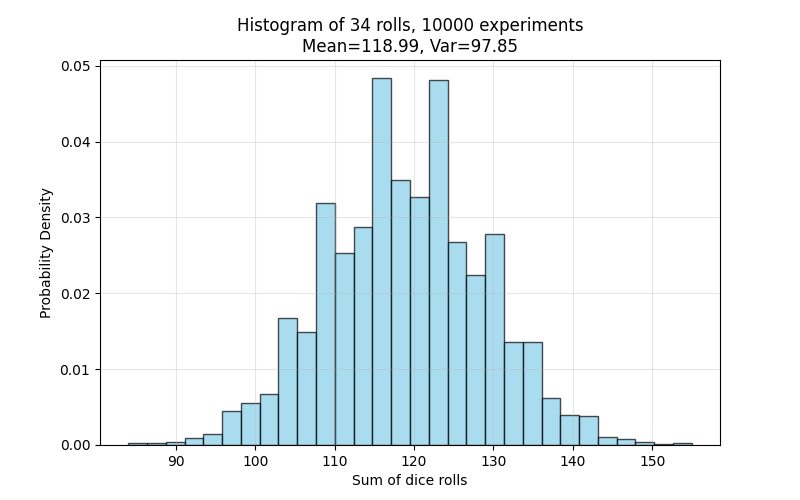 Histogram of 34 rolls, 10000 experiments
Mean=118.99, Var=97.85
0.05
0.04
0.03
0.02
0.01
0.00
Probability Density
90 100 110 120 130 140 150
Sum of dice rolls